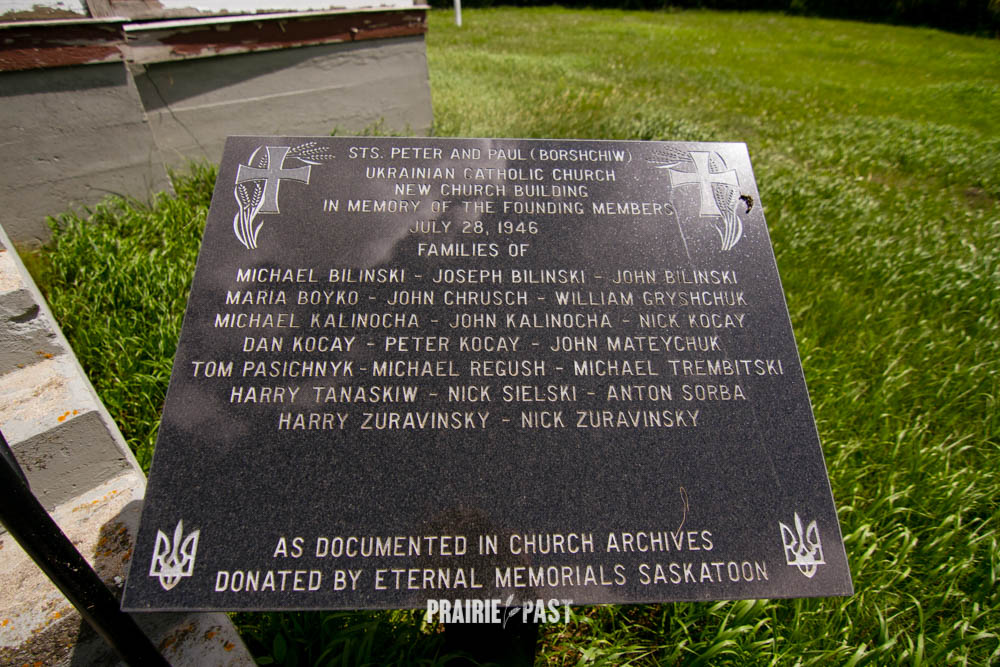 STS. PETER AND PAUL (BORSHCHIW)
UKRAINIAN CATHOLIC CHURCH
NEW CHURCH BUILDING
IN MEMORY OF THE FOUNDING MEMBERS
JULY 28, 1946
FAMILIES OF
MICHAEL BILINSKI - JOSEPH BILINSKI - JOHN BILINSKI
MARIA BOYKO - JOHN CHRUSCH - WILLIAM GRYSHCHUK
MICHAEL KALINOCHA - JOHN KALINOCHA - NICK KOCAY
DAN KOCAY - PETER KOCAY - JOHN MATEYCHUK
TOM PASICHNYK - MICHAEL REGUSH - MICHAEL TREMBITSKI
HARRY TANASKIW - NICK SIELSKI - ANTON SORBA
HARRY ZURAVINSKY - NICK ZURAVINSKY
AS DOCUMENTED IN CHURCH ARCHIVES
DONATED BY ETERNAL MEMORIALS SASKATOON
PRAIRIE PAST